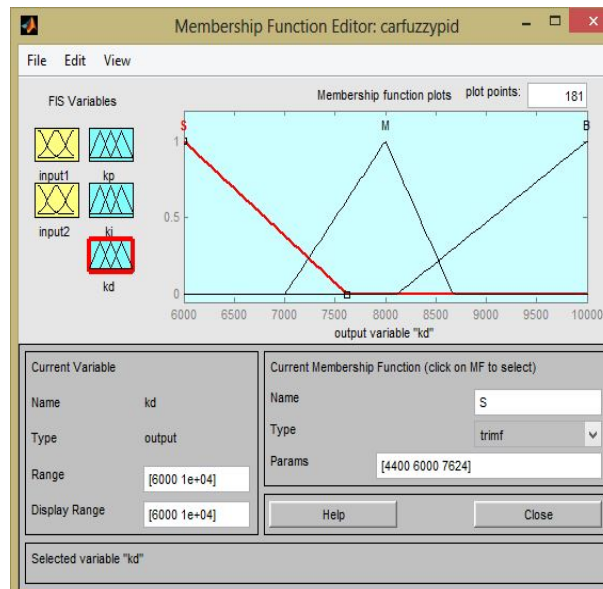 Membership Function Editor: carfuzzypid
File Edit View
FIS Variables
input1
kp
input2
ki
kd
Membership function plots plot points: 181
S M B
1
0.5
0
6000 6500 7000 7500 8000 8500 9000 9500 10000
output variable "kd"
Current Variable
Name kd
Type output
Range [6000 1e+04]
Display Range [6000 1e+04]
Current Membership Function (click on MF to select)
Name S
Type trimf
Params [4400 6000 7624]
Help Close
Selected variable "kd"